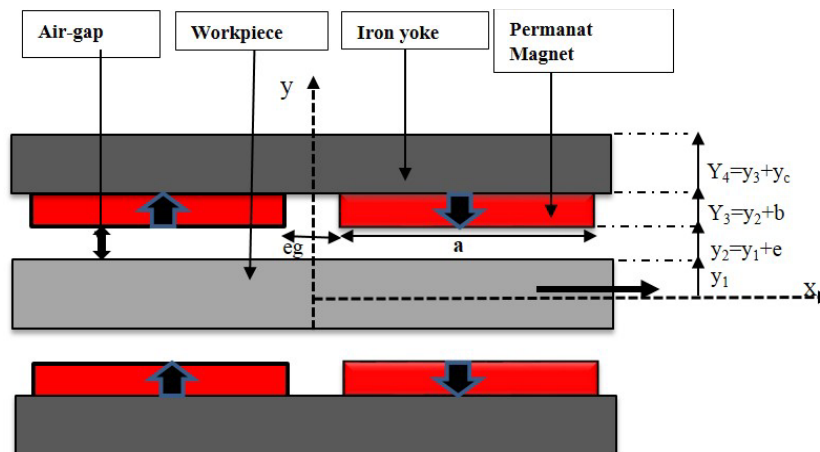 Air-gap
Workpiece
Iron yoke
Permanat
Magnet
y
Y4=y3+yc
Y3=y2+b
eg
a
y2=y1+e
y1
x